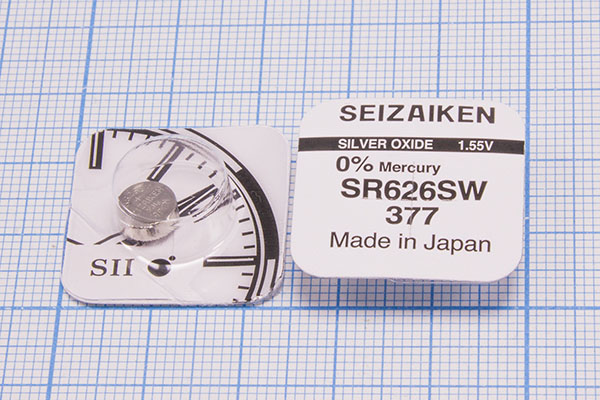 SEIZAIKEN
SILVER OXIDE 1.55V
0% Mercury
SR626SW
377
Made in Japan
SII